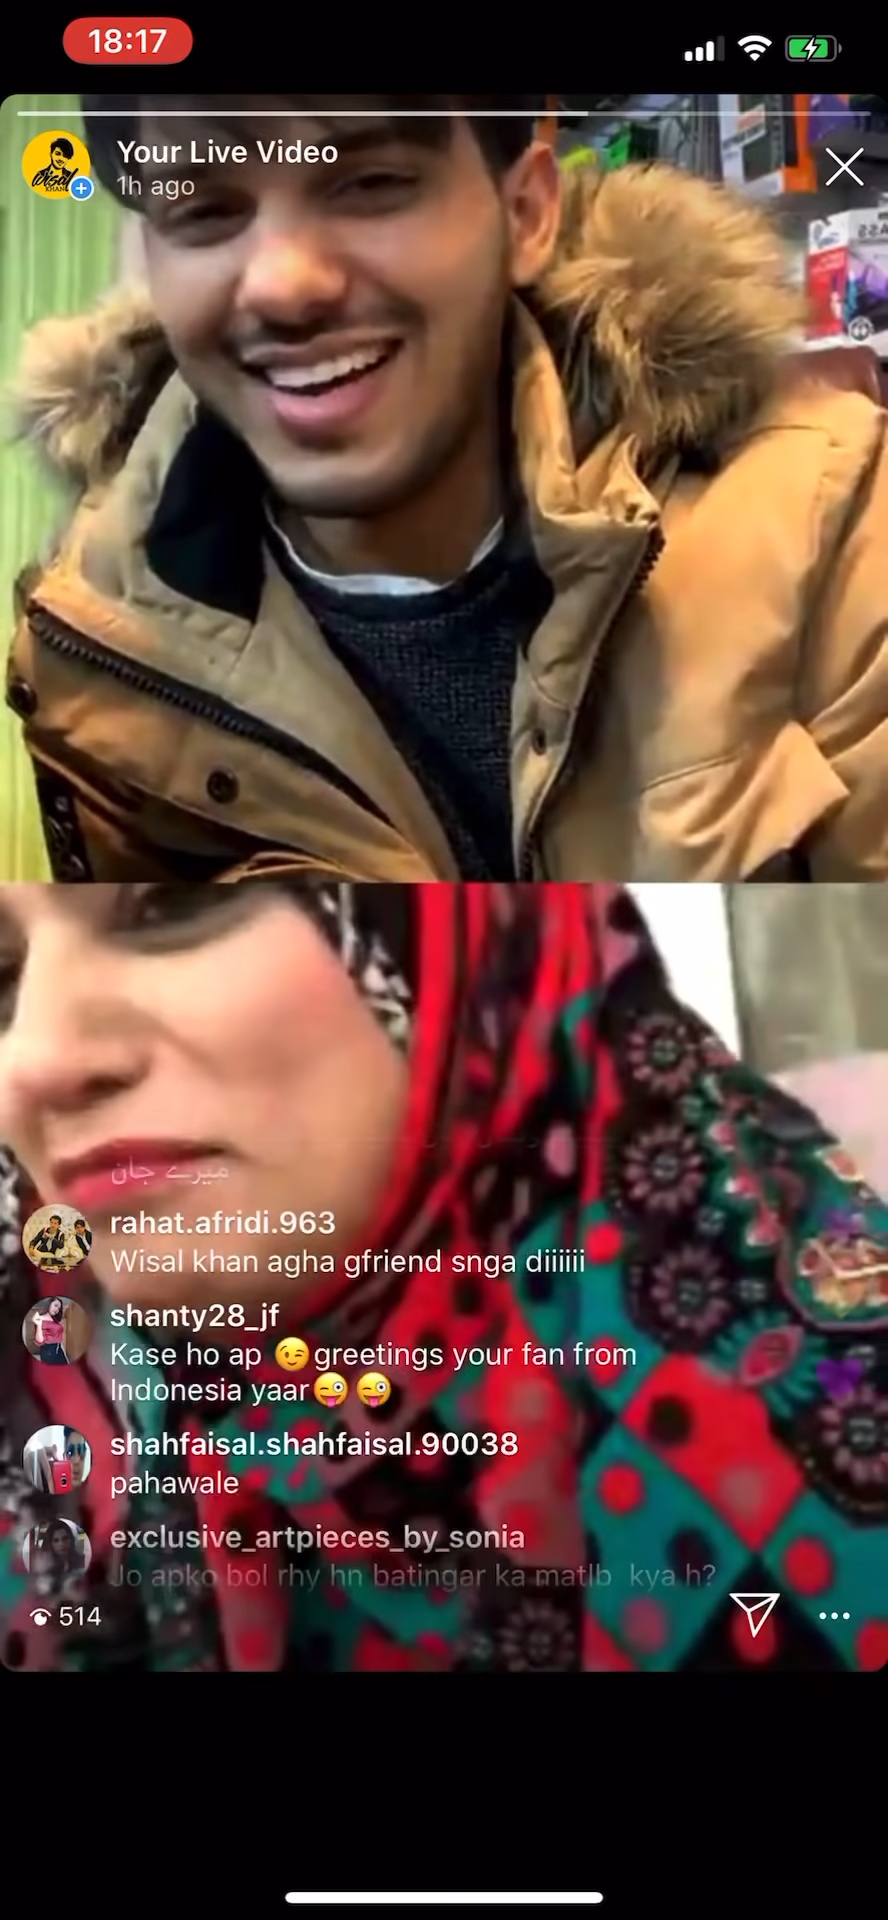 18:17
Your Live Video
1h ago
wisal
KHAN
میرے جان
rahat.afridi.963
Wisal khan agha gfriend snga diiiiii
shanty28_jf
Kase ho ap 😉greetings your fan from
Indonesia yaar😜😜
shahfaisal.shahfaisal.90038
pahawale
exclusive_artpieces_by_sonia
Jo apko bol rhy hn batingar ka matlb kya h?
514